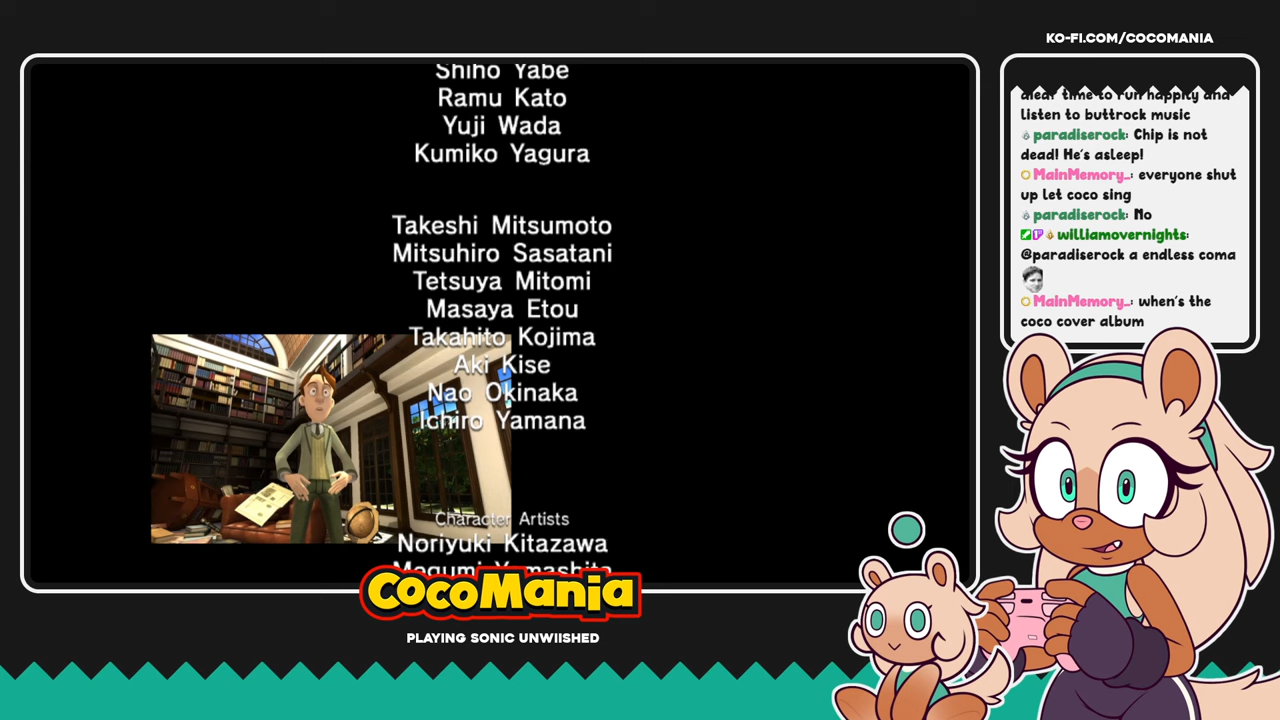 KO-FI.COM/COCOMANIA
Shiho Yabe
Ramu Kato
Yuji Wada
Kumiko Yagura
Takeshi Mitsumoto
Mitsuhiro Sasatani
Tetsuya Mitomi
Masaya Etou
Takahito Kojima
Aki Kise
Nao Okinaka
Ichiro Yamana
Character Artists
Noriyuki Kitazawa
Megumi Yamashita
CocoMania
PLAYING SONIC UNWIISHED
time to run happily and
listen to buttrock music
paradiserock: Chip is not
dead! He's asleep!
MainMemory_: everyone shut
up let coco sing
paradiserock: No
williamovernights:
@paradiserock a endless coma
MainMemory_: when's the
coco cover album